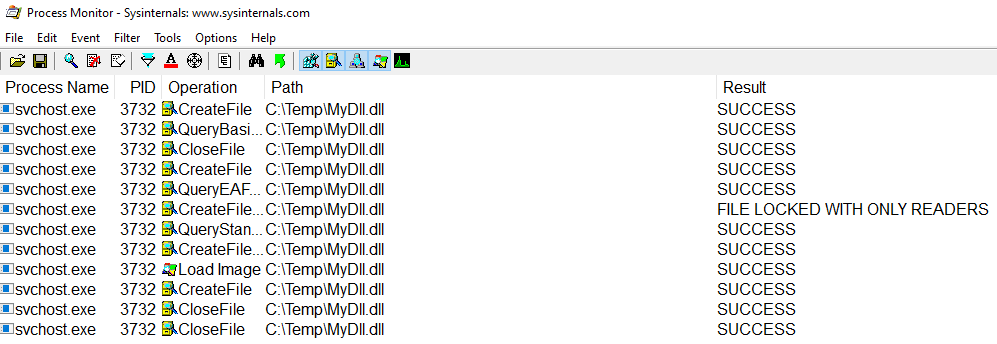 Process Monitor - Sysinternals: www.sysinternals.com
File Edit Event Filter Tools Options Help
Process Name PID Operation Path Result
svchost.exe 3732 CreateFile C:\Temp\MyDll.dll SUCCESS
svchost.exe 3732 QueryBasi... C:\Temp\MyDll.dll SUCCESS
svchost.exe 3732 CloseFile C:\Temp\MyDll.dll SUCCESS
svchost.exe 3732 CreateFile C:\Temp\MyDll.dll SUCCESS
svchost.exe 3732 QueryEAF... C:\Temp\MyDll.dll SUCCESS
svchost.exe 3732 CreateFile... C:\Temp\MyDll.dll FILE LOCKED WITH ONLY READERS
svchost.exe 3732 QueryStan... C:\Temp\MyDll.dll SUCCESS
svchost.exe 3732 CreateFile... C:\Temp\MyDll.dll SUCCESS
svchost.exe 3732 Load Image C:\Temp\MyDll.dll SUCCESS
svchost.exe 3732 CreateFile C:\Temp\MyDll.dll SUCCESS
svchost.exe 3732 CloseFile C:\Temp\MyDll.dll SUCCESS
svchost.exe 3732 CloseFile C:\Temp\MyDll.dll SUCCESS